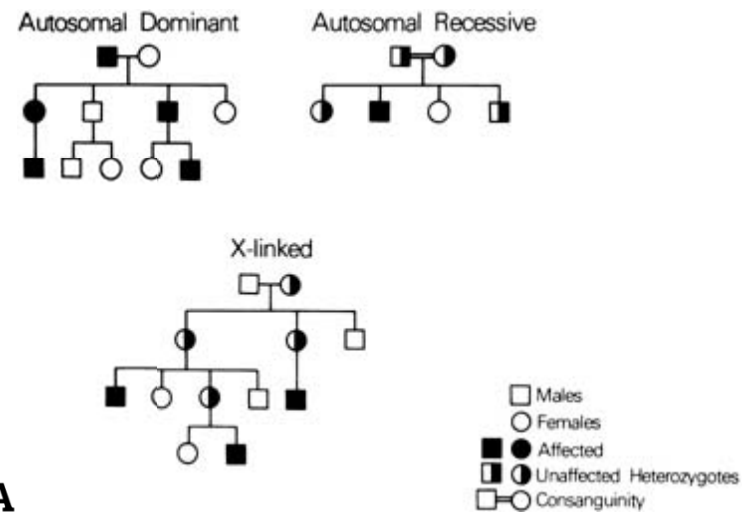 Autosomal Dominant
Autosomal Recessive
X-linked
Males
Females
Affected
Unaffected Heterozygotes
Consanguinity
A